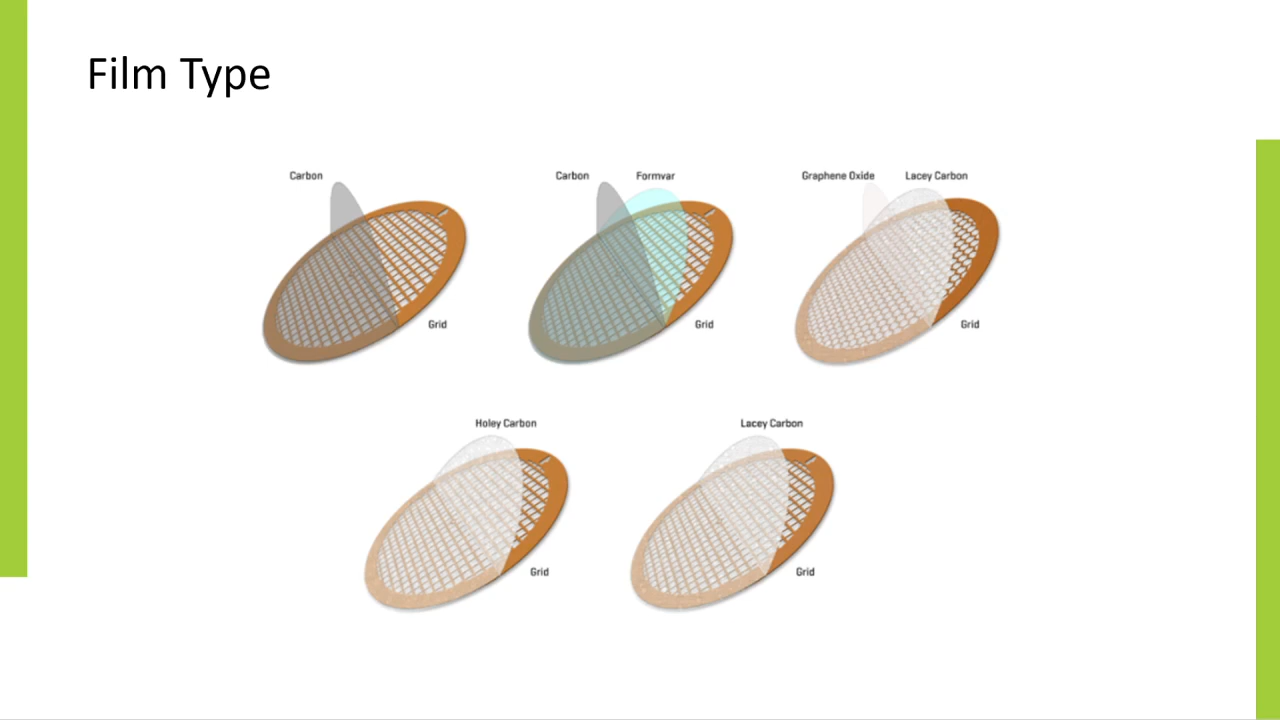 Film Type
Carbon
Grid
Carbon Formvar
Grid
Graphene Oxide Lacey Carbon
Grid
Holey Carbon
Grid
Lacey Carbon
Grid